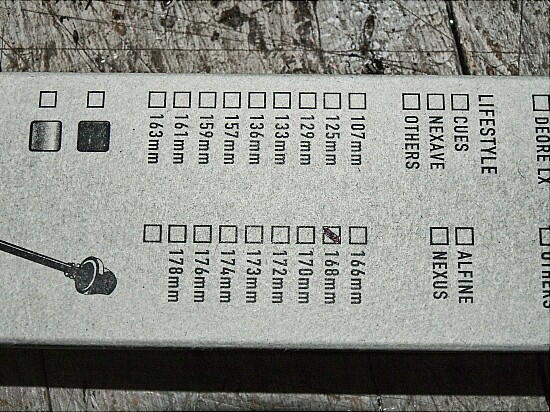 DEORE LX OTHERS
LIFESTYLE
CUES ALFINE
NEXAVE NEXUS
OTHERS
107mm 166mm
125mm 168mm
129mm 170mm
133mm 172mm
136mm 173mm
157mm 174mm
159mm 176mm
161mm 178mm
163mm